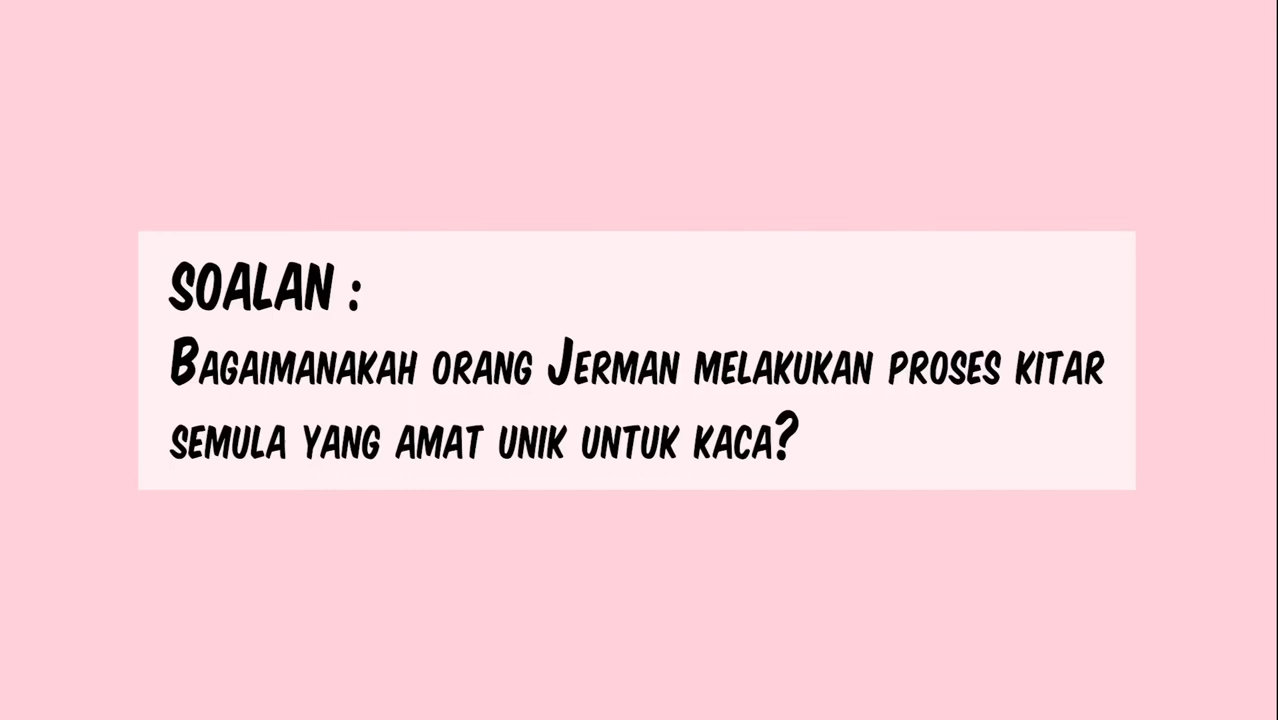 SOALAN :
Bagaimanakah orang Jerman melakukan proses kitar
semula yang amat unik untuk kaca?